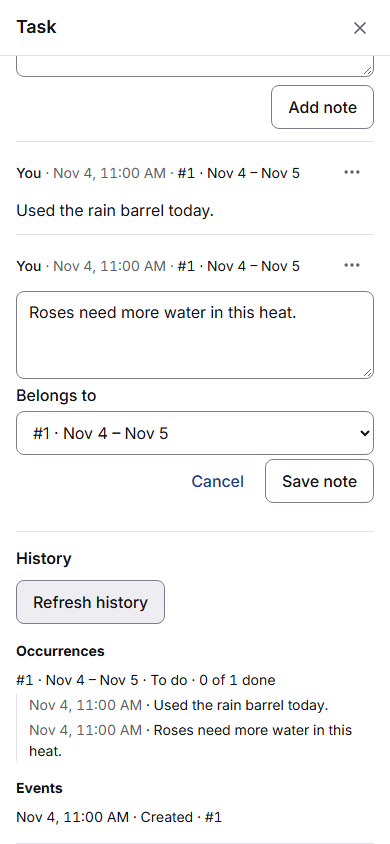 Task
Add note
You · Nov 4, 11:00 AM · #1 · Nov 4 – Nov 5
Used the rain barrel today.
You · Nov 4, 11:00 AM · #1 · Nov 4 – Nov 5
Roses need more water in this heat.
Belongs to
#1 · Nov 4 – Nov 5
Cancel
Save note
History
Refresh history
Occurrences
#1 · Nov 4 – Nov 5 · To do · 0 of 1 done
Nov 4, 11:00 AM · Used the rain barrel today.
Nov 4, 11:00 AM · Roses need more water in this
heat.
Events
Nov 4, 11:00 AM · Created · #1